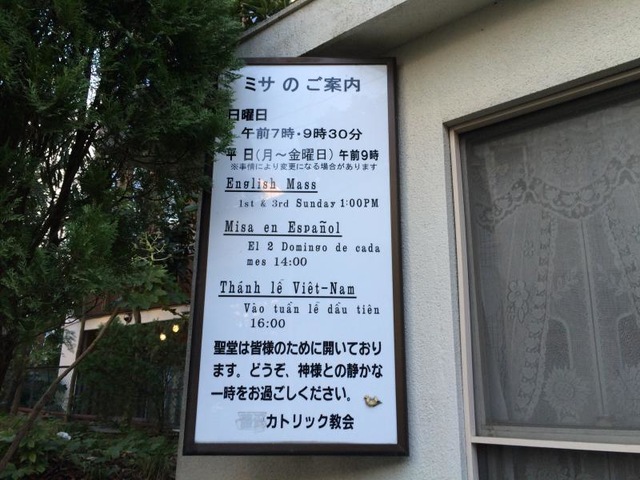 ミサのご案内
日曜日
午前7時・9時30分
平日(月～金曜日)午前9時
※事情により変更になる場合があります
English Mass
1st & 3rd Sunday 1:00PM
Misa en Español
El 2 Domingo de cada
mes 14:00
Thánh lể Viêt-Nam
Vào tuần lể dẩu tiên
16:00
聖堂は皆様のために開いており
ます。どうぞ、神様との静かな
一時をお過ごしください。
カトリック教会